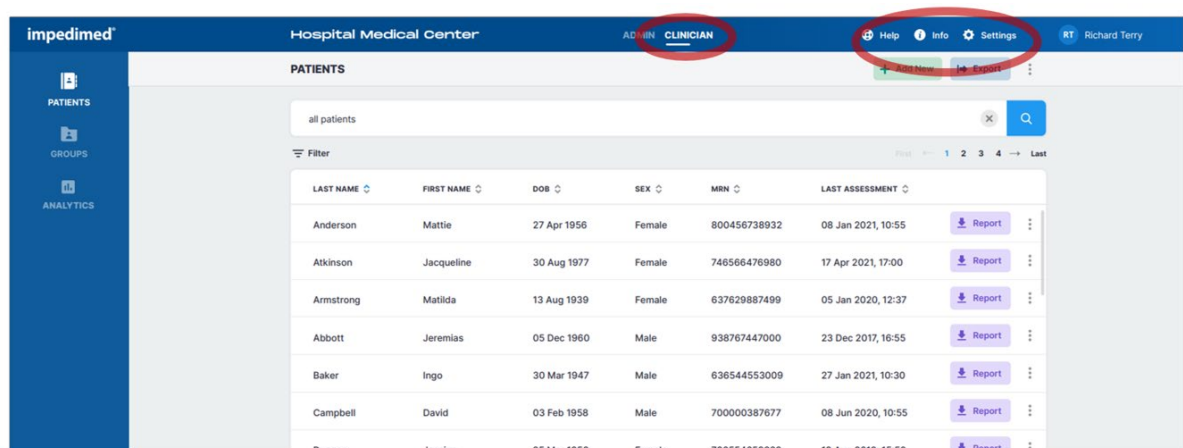 impedimed®
Hospital Medical Center
ADMIN CLINICIAN
Help Info Settings
RT Richard Terry
PATIENTS
GROUPS
ANALYTICS
PATIENTS
Add New Export
all patients
Filter
First ← 1 2 3 4 → Last
LAST NAME FIRST NAME DOB SEX MRN LAST ASSESSMENT
Anderson Mattie 27 Apr 1956 Female 800456738932 08 Jan 2021, 10:55 Report
Atkinson Jacqueline 30 Aug 1977 Female 746566476980 17 Apr 2021, 17:00 Report
Armstrong Matilda 13 Aug 1939 Female 637629887499 05 Jan 2020, 12:37 Report
Abbott Jeremias 05 Dec 1960 Male 938767447000 23 Dec 2017, 16:55 Report
Baker Ingo 30 Mar 1947 Male 636544553009 27 Jan 2021, 10:30 Report
Campbell David 03 Feb 1958 Male 700000387677 08 Jun 2020, 10:55 Report
Report